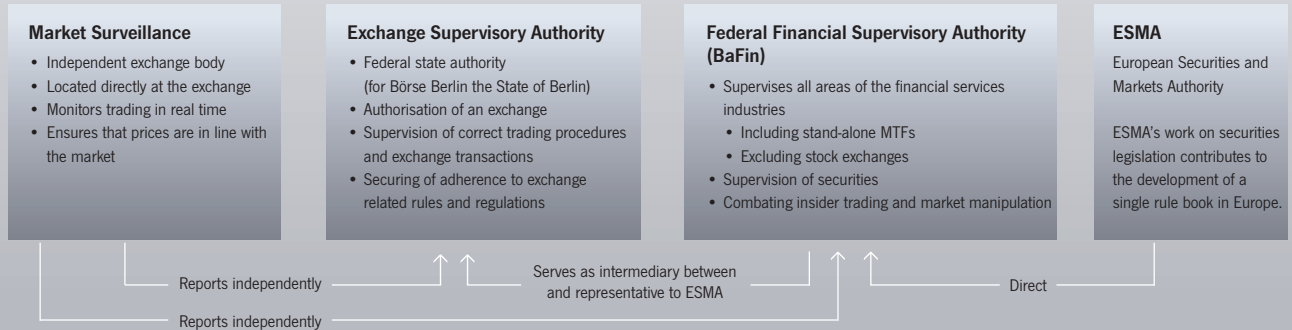 Market Surveillance
• Independent exchange body
• Located directly at the exchange
• Monitors trading in real time
• Ensures that prices are in line with
the market
Exchange Supervisory Authority
• Federal state authority
(for Börse Berlin the State of Berlin)
• Authorisation of an exchange
• Supervision of correct trading procedures
and exchange transactions
• Securing of adherence to exchange
related rules and regulations
Federal Financial Supervisory Authority
(BaFin)
• Supervises all areas of the financial services
industries
• Including stand-alone MTFs
• Excluding stock exchanges
• Supervision of securities
• Combating insider trading and market manipulation
ESMA
European Securities and
Markets Authority
ESMA's work on securities
legislation contributes to
the development of a
single rule book in Europe.
Reports independently
Serves as intermediary between
and representative to ESMA
Direct
Reports independently